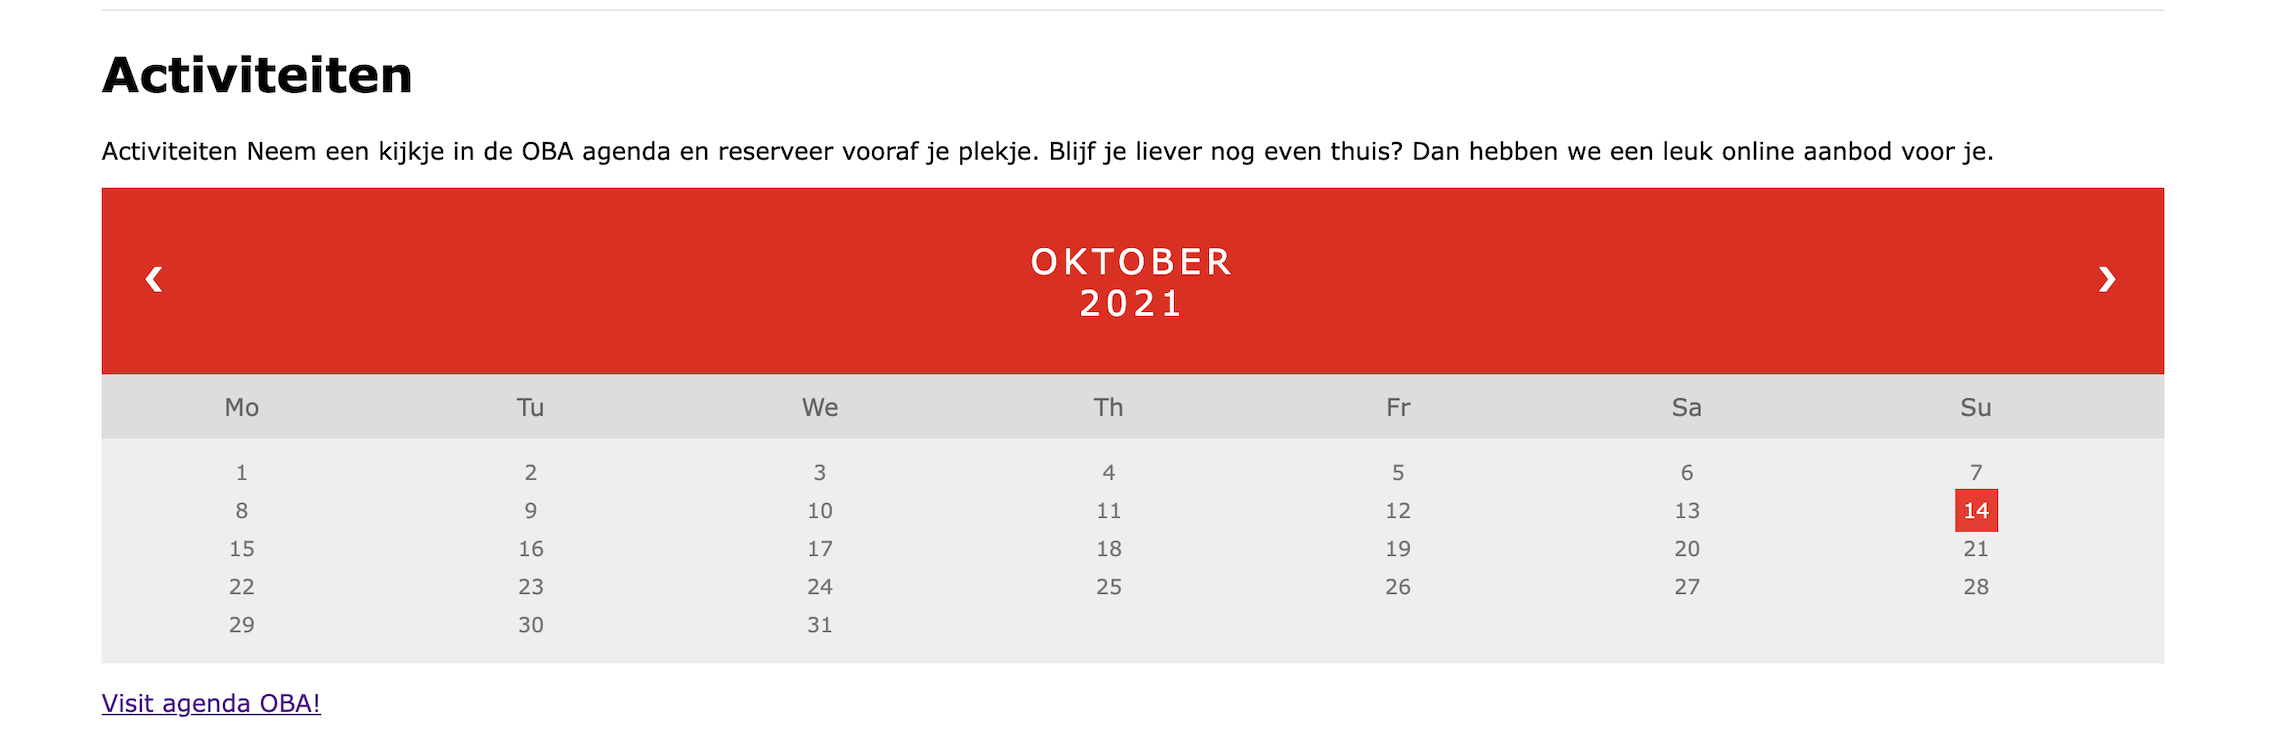 Activiteiten
Activiteiten Neem een kijkje in de OBA agenda en reserveer vooraf je plekje. Blijf je liever nog even thuis? Dan hebben we een leuk online aanbod voor je.
❮ ❯
OKTOBER
2021
Mo Tu We Th Fr Sa Su
1 2 3 4 5 6 7
8 9 10 11 12 13 14
15 16 17 18 19 20 21
22 23 24 25 26 27 28
29 30 31
Visit agenda OBA!